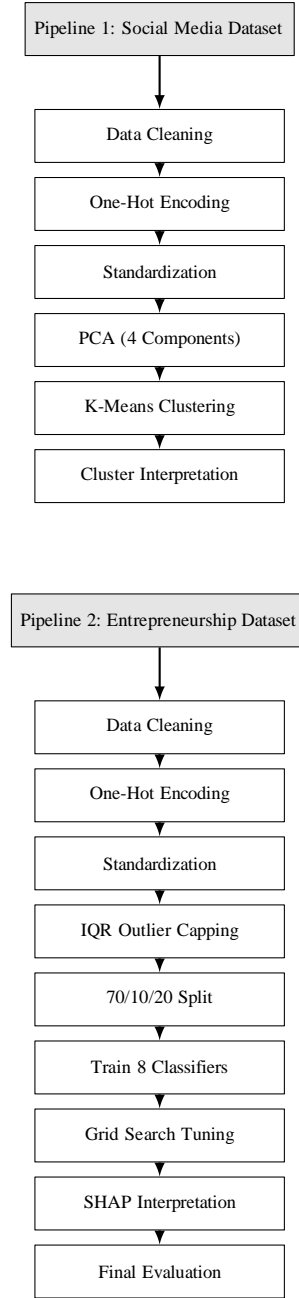 Pipeline 1: Social Media Dataset
Data Cleaning
One-Hot Encoding
Standardization
PCA (4 Components)
K-Means Clustering
Cluster Interpretation
Pipeline 2: Entrepreneurship Dataset
Data Cleaning
One-Hot Encoding
Standardization
IQR Outlier Capping
70/10/20 Split
Train 8 Classifiers
Grid Search Tuning
SHAP Interpretation
Final Evaluation